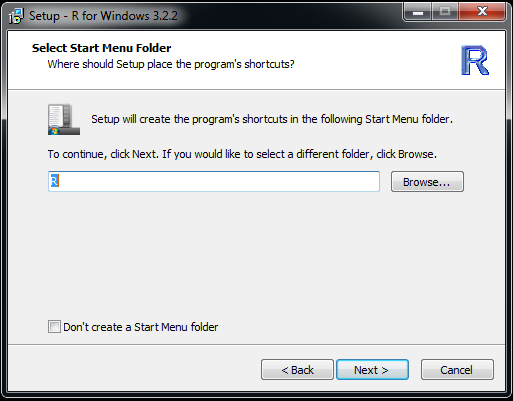 Setup - R for Windows 3.2.2
Select Start Menu Folder
Where should Setup place the program's shortcuts?
R
Setup will create the program's shortcuts in the following Start Menu folder.
To continue, click Next. If you would like to select a different folder, click Browse.
R
Browse...
Don't create a Start Menu folder
< Back
Next >
Cancel